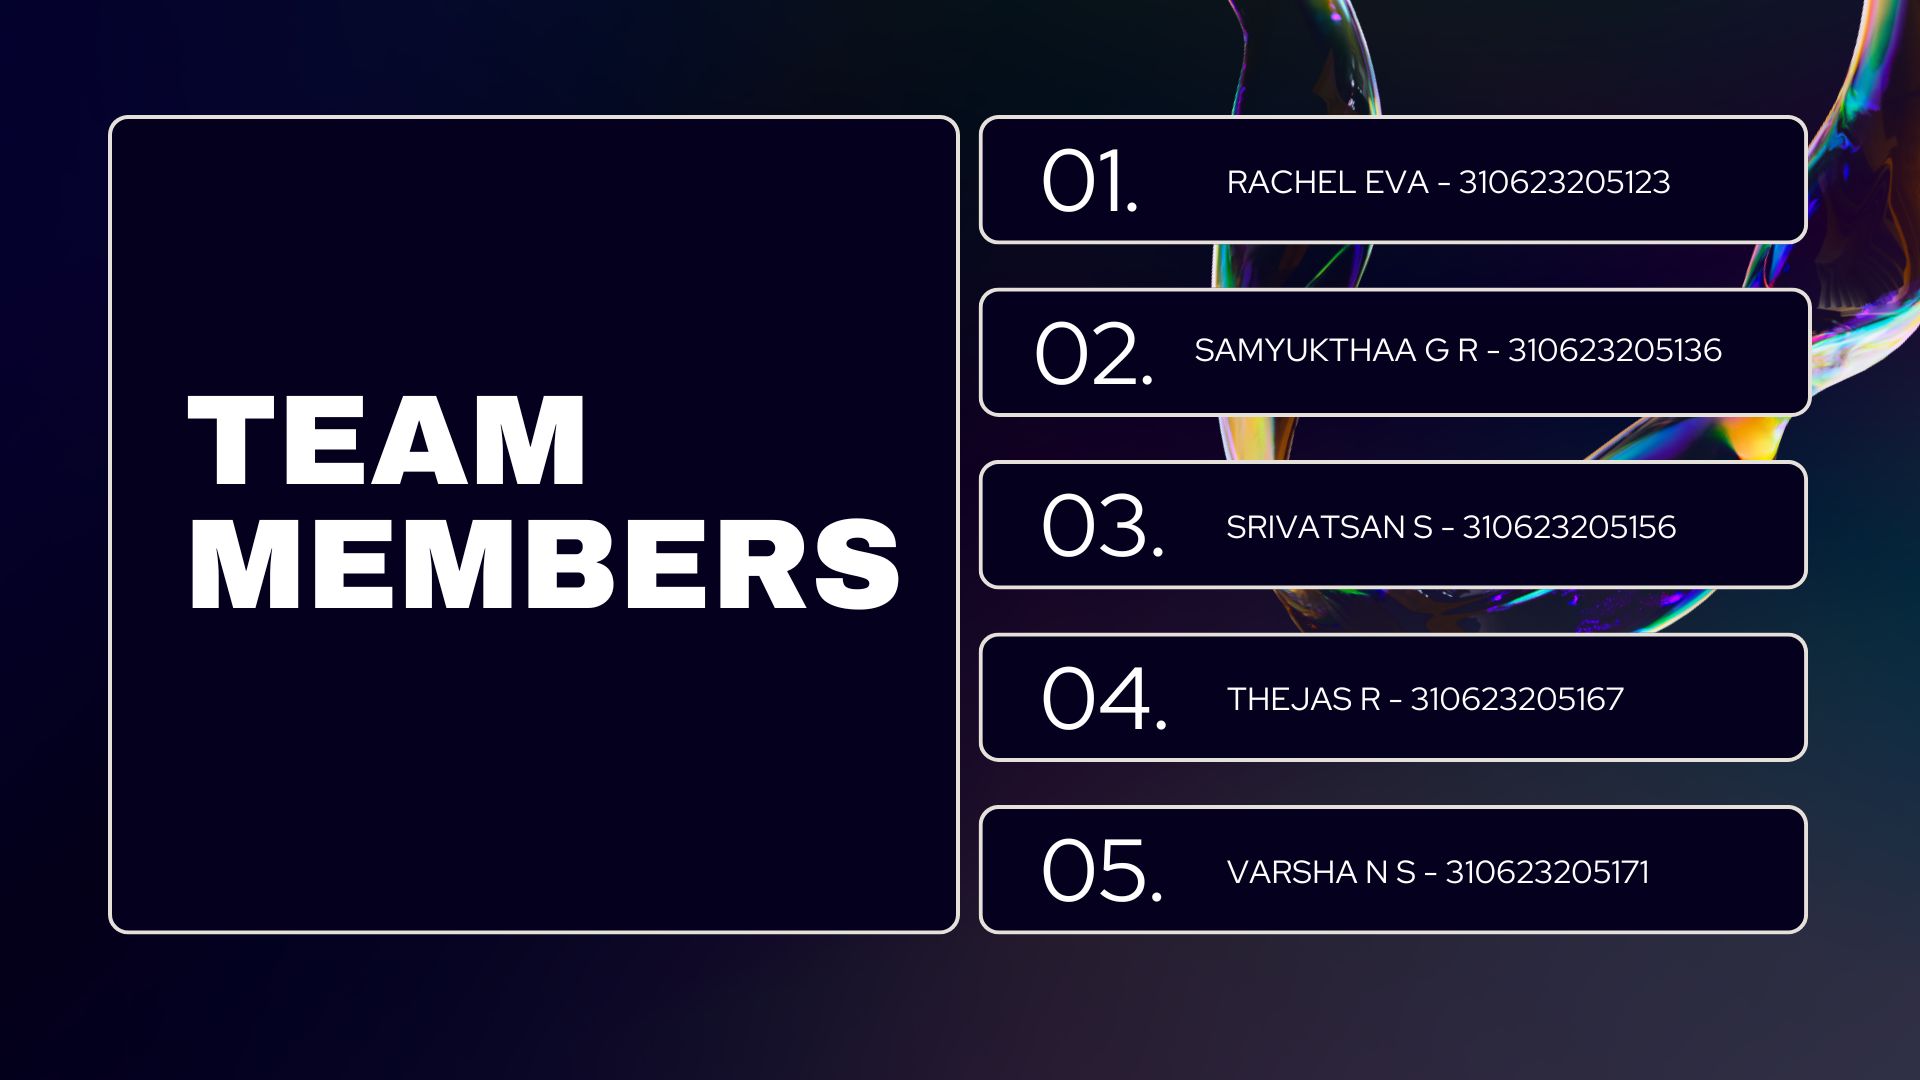 TEAM
MEMBERS
01.
RACHEL EVA - 310623205123
02.
SAMYUKTHAA G R - 310623205136
03.
SRIVATSAN S - 310623205156
04.
THEJAS R - 310623205167
05.
VARSHA N S - 310623205171